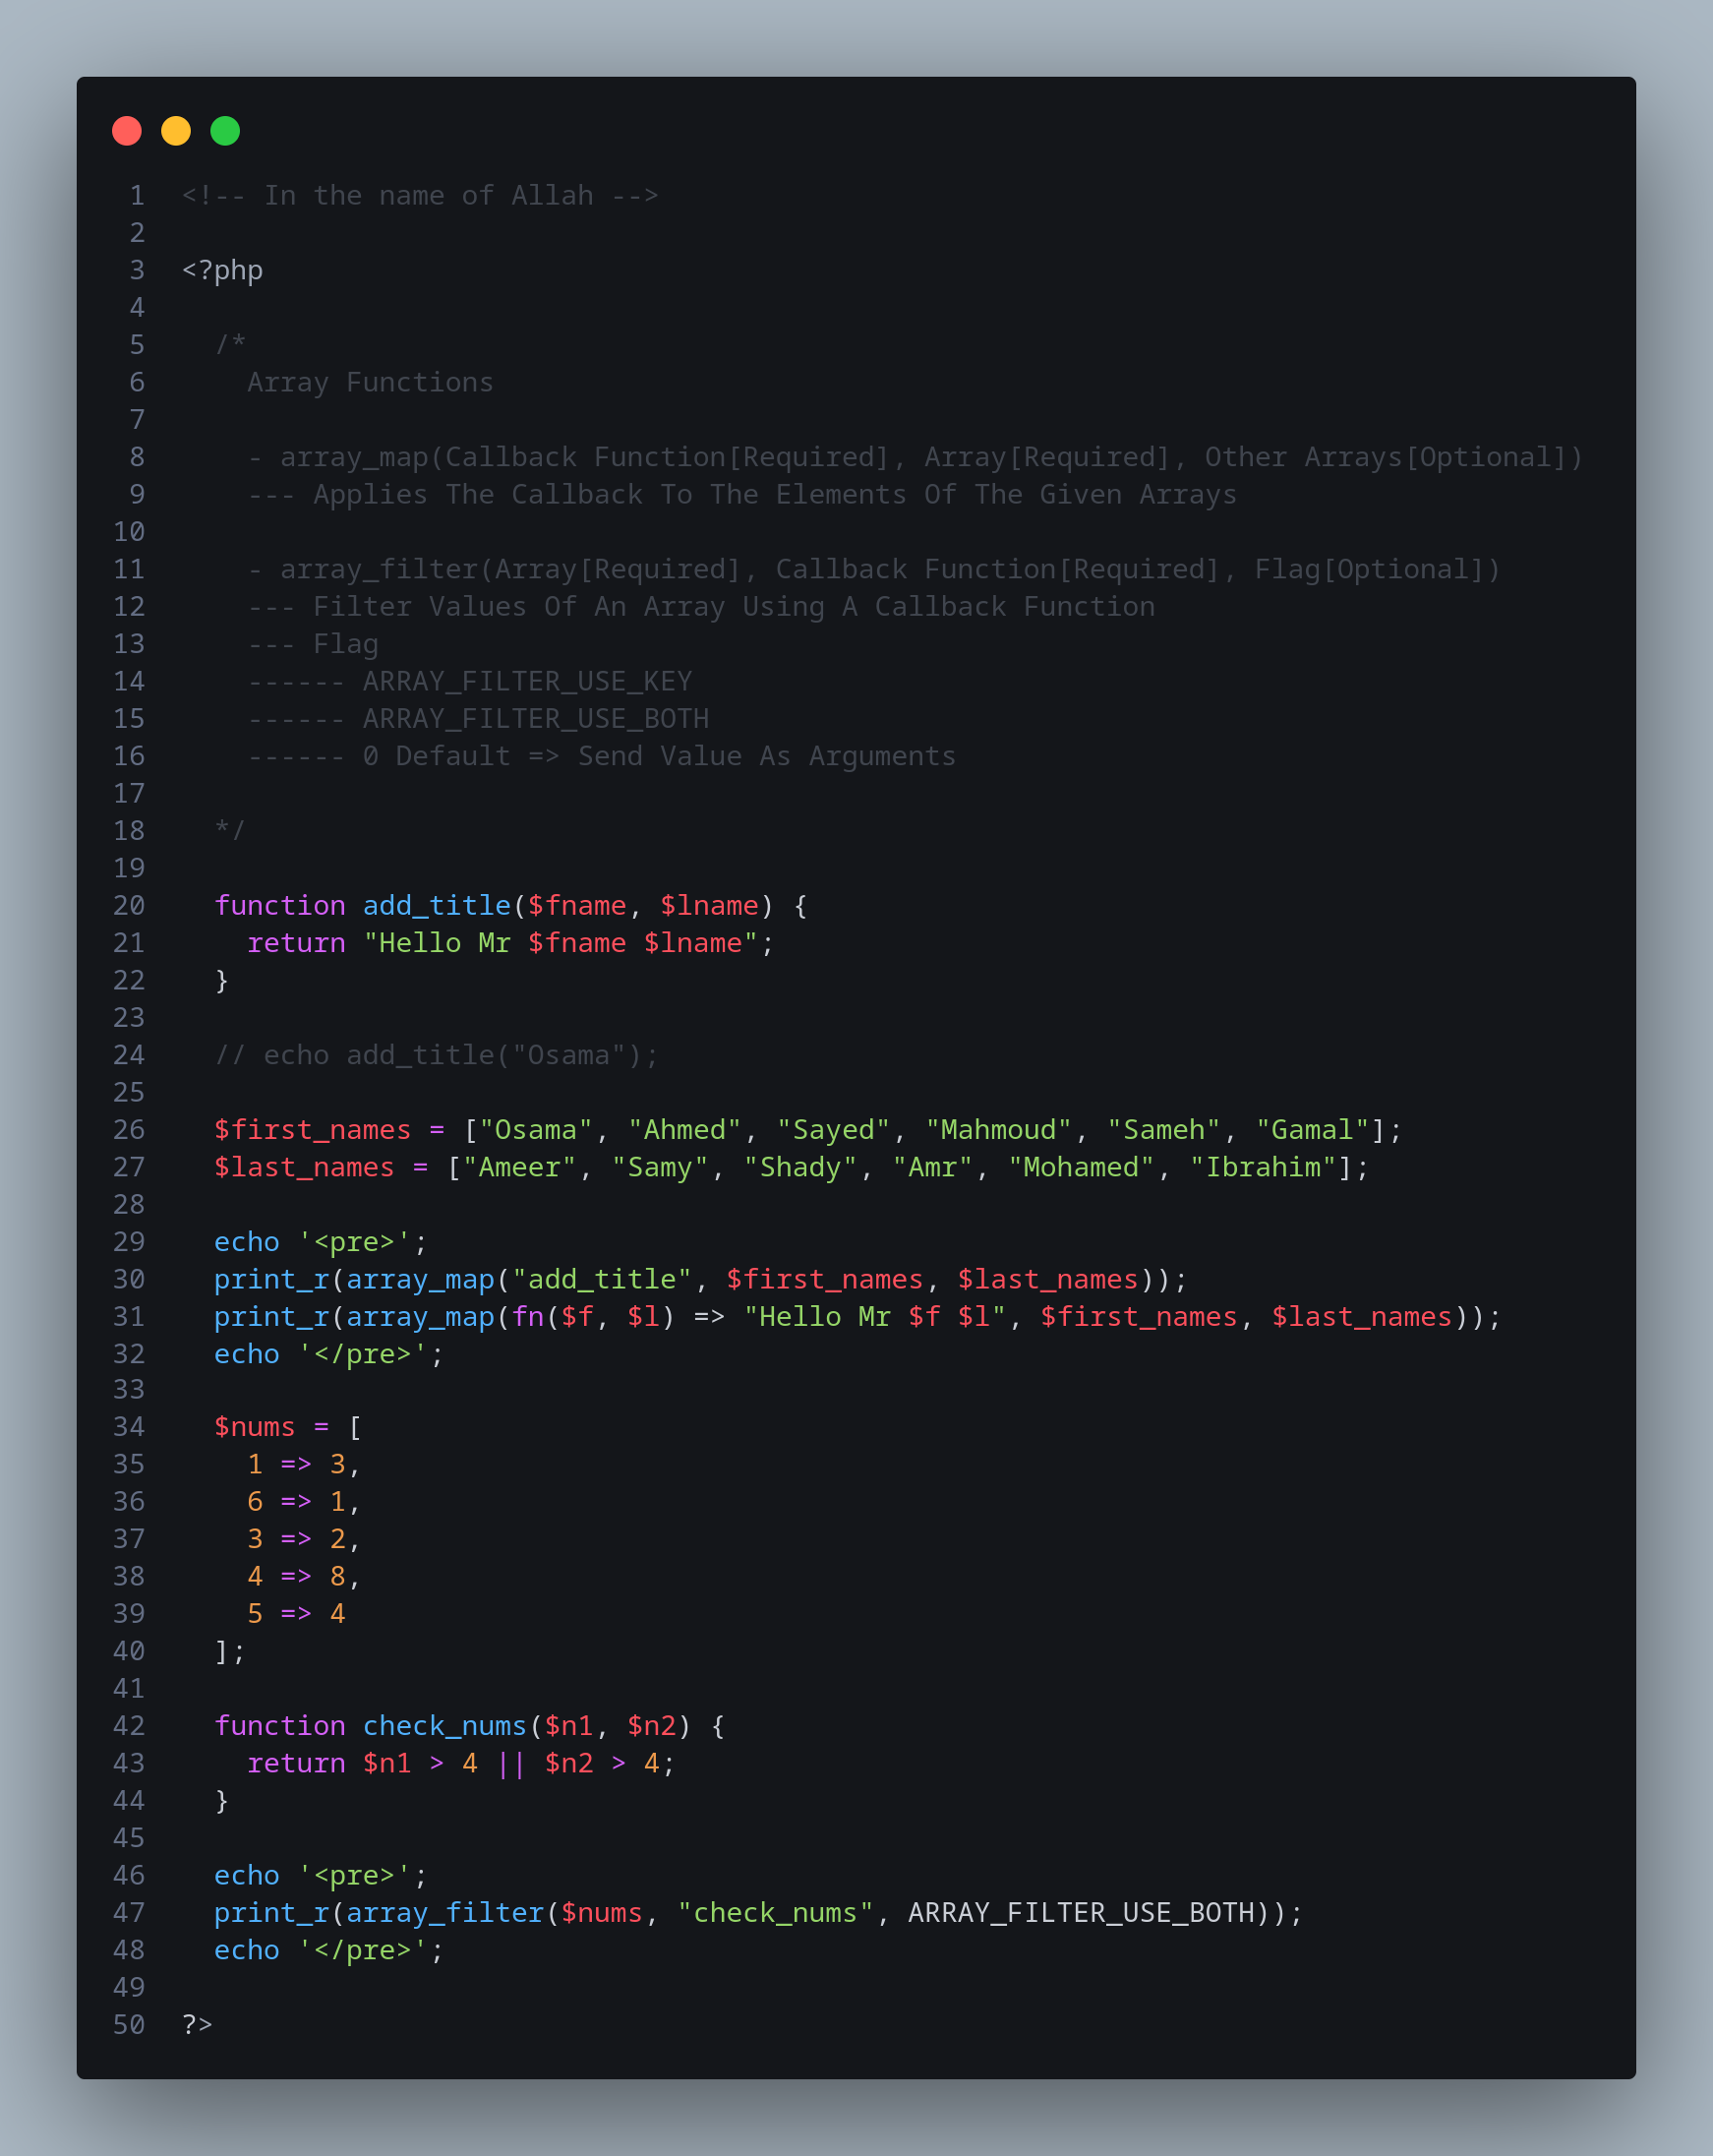 1 <!-- In the name of Allah -->
2
3 <?php
4
5   /*
6     Array Functions
7
8     - array_map(Callback Function[Required], Array[Required], Other Arrays[Optional])
9     --- Applies The Callback To The Elements Of The Given Arrays
10
11     - array_filter(Array[Required], Callback Function[Required], Flag[Optional])
12     --- Filter Values Of An Array Using A Callback Function
13     --- Flag
14     ------ ARRAY_FILTER_USE_KEY
15     ------ ARRAY_FILTER_USE_BOTH
16     ------ 0 Default => Send Value As Arguments
17
18   */
19
20   function add_title($fname, $lname) {
21     return "Hello Mr $fname $lname";
22   }
23
24   // echo add_title("Osama");
25
26   $first_names = ["Osama", "Ahmed", "Sayed", "Mahmoud", "Sameh", "Gamal"];
27   $last_names = ["Ameer", "Samy", "Shady", "Amr", "Mohamed", "Ibrahim"];
28
29   echo '<pre>';
30   print_r(array_map("add_title", $first_names, $last_names));
31   print_r(array_map(fn($f, $l) => "Hello Mr $f $l", $first_names, $last_names));
32   echo '</pre>';
33
34   $nums = [
35     1 => 3,
36     6 => 1,
37     3 => 2,
38     4 => 8,
39     5 => 4
40   ];
41
42   function check_nums($n1, $n2) {
43     return $n1 > 4 || $n2 > 4;
44   }
45
46   echo '<pre>';
47   print_r(array_filter($nums, "check_nums", ARRAY_FILTER_USE_BOTH));
48   echo '</pre>';
49
50 ?>